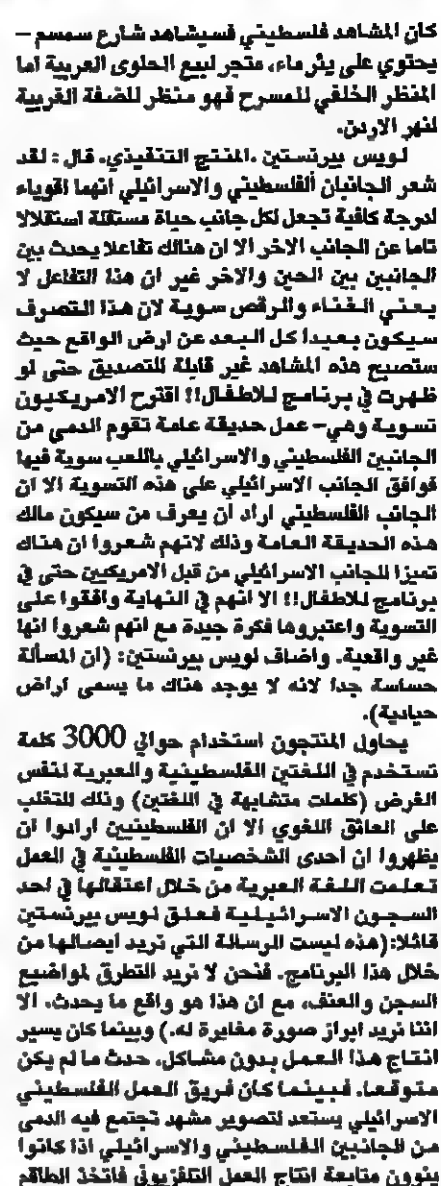 كان المشاهد فلسطيني فسيشاهد شارع سمسم –
يحتوي على بئر ماء، متجر لبيع الحلوى العربية اما
المنظر الخلفي للمسرح فهو منظر للضفة الغربية
لنهر الاردن.
لويس بيرنستين .المنتج التنفيذي. قال : لقد
شعر الجانبان الفلسطيني والاسرائيلي انهما اقوياء
لدرجة كافية تجعل لكل جانب حياة مستقلة استقلالا
تاما عن الجانب الاخر الا ان هنالك تفاعلا يحدث بين
الجانبين بين الحين والاخر غير ان هذا التفاعل لا
يعني الغناء والرقص سوية لان هذا التصرف
سيكون بعيدا كل البعد عن ارض الواقع حيث
ستصبح هذه المشاهد غير قابلة للتصديق حتى لو
ظهرت في برنامج للاطفال!! اقترح الامريكيون
تسوية وهي– عمل حديقة عامة تقوم الدمى من
الجانبين الفلسطيني والاسرائيلي باللعب سوية فيها
فوافق الجانب الاسرائيلي على هذه التسوية الا ان
الجانب الفلسطيني اراد ان يعرف من سيكون مالك
هذه الحديقة العامة وذلك لانهم شعروا ان هناك
تميزا للجانب الاسرائيلي من قبل الامريكيين حتى في
برنامج للاطفال!! الا انهم في النهاية وافقوا على
التسوية واعتبروها فكرة جيدة مع انهم شعروا انها
غير واقعية. واضاف لويس بيرنستين: (ان المسألة
حساسة جدا لانه لا يوجد هناك ما يسمى اراض
حيادية).
يحاول المنتجون استخدام حوالي 3000 كلمة
تستخدم في اللغتين الفلسطينية والعبرية لنفس
الغرض (كلمات متشابهة في اللغتين) وذلك للتغلب
على العائق اللغوي الا ان الفلسطينيين ارادوا ان
يظهروا ان احدى الشخصيات الفلسطينية في العمل
تعلمت اللغة العبرية من خلال اعتقالها في احد
السجون الاسرائيلية فعلق لويس بيرنستين
قائلا:(هذه ليست الرسالة التي نريد ايصالها من
خلال هذا البرنامج. فنحن لا نريد التطرق لمواضيع
السجن والعنف، مع ان هذا هو واقع ما يحدث. الا
اننا نريد ابراز صورة مغايرة له.) وبينما كان يسير
انتاج هذا العمل بدون مشاكل، حدث ما لم يكن
متوقعا. فبينما كان فريق العمل الفلسطيني
الاسرائيلي يستعد لتصوير مشهد تجتمع فيه الدمى
من الجانبين الفلسطيني والاسرائيلي اذا كانوا
ينوون متابعة انتاج العمل التلفزيوني فاتخذ الطاقم